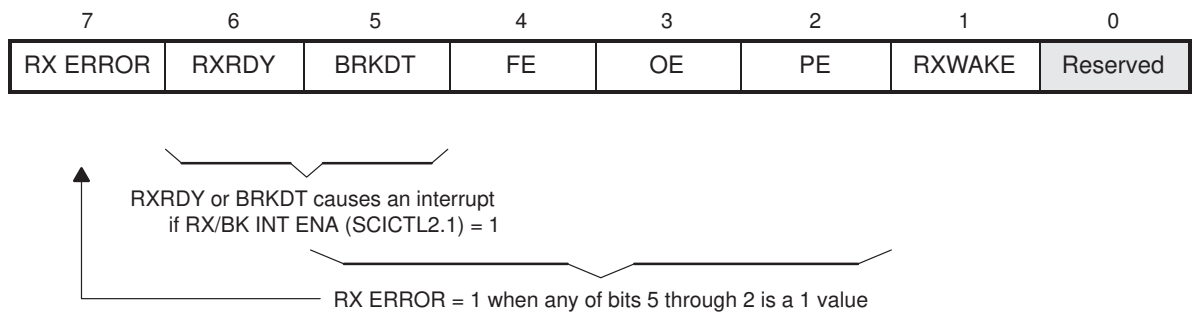 7 6 5 4 3 2 1 0
RX ERROR RXRDY BRKDT FE OE PE RXWAKE Reserved
RXRDY or BRKDT causes an interrupt
if RX/BK INT ENA (SCICTL2.1) = 1
RX ERROR = 1 when any of bits 5 through 2 is a 1 value